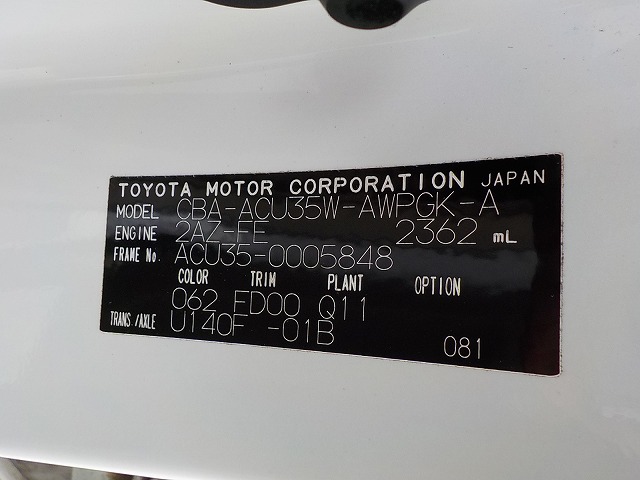 TOYOTA MOTOR CORPORATION JAPAN
MODEL CBA-ACU35W-AWPGK-A
ENGINE 2AZ-FE 2362 mL
FRAME No. ACU35-0005848
COLOR TRIM PLANT OPTION
062 FD00 Q11
TRANS./AXLE U140F -01B
081